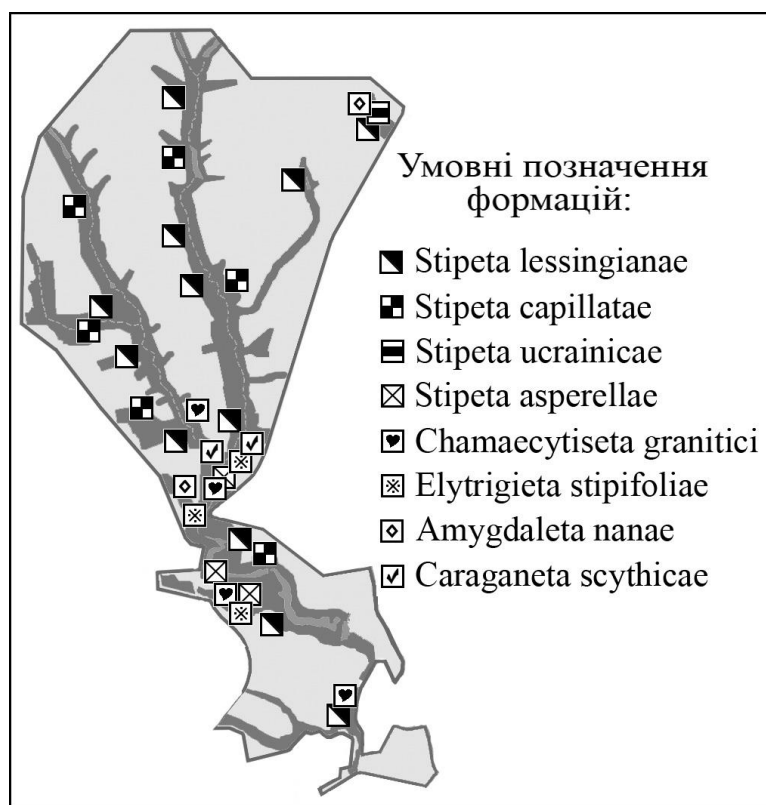 Умовні позначення
формацій:
Stipeta lessingianae
Stipeta capillatae
Stipeta ucrainicae
Stipeta asperellae
Chamaecytiseta granitici
Elytrigieta stipifoliae
Amygdaleta nanae
Caraganeta scythicae